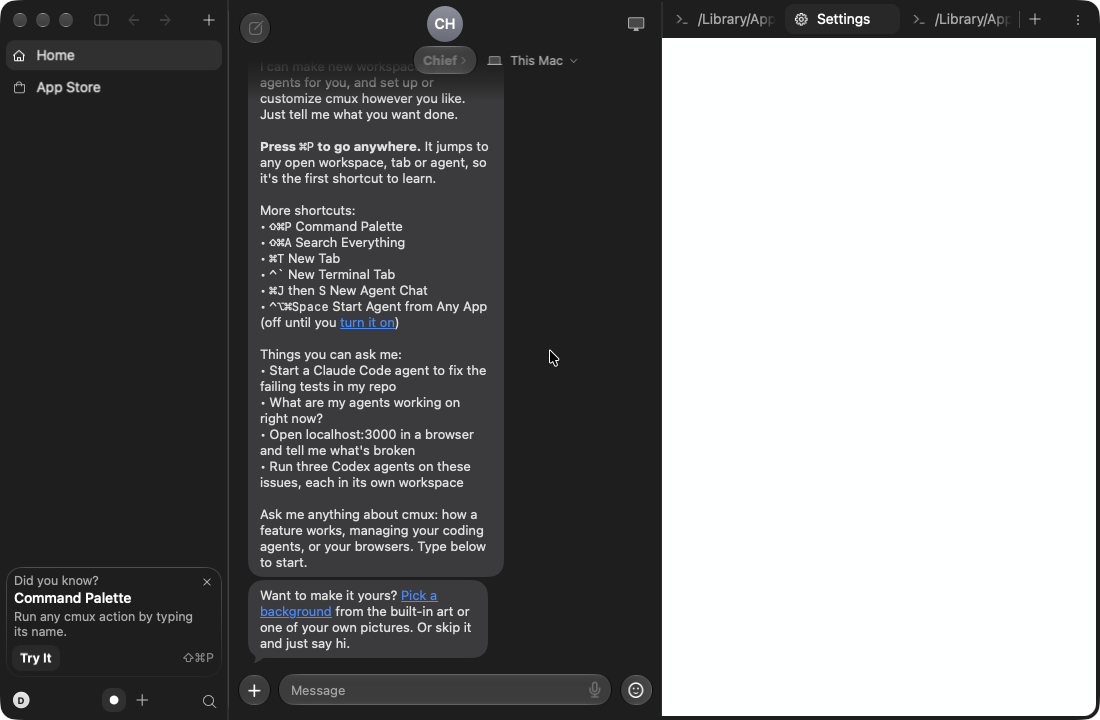 /Library/App
Settings
/Library/App
Home
App Store
CH
Chief
This Mac
I can make new workspac
agents for you, and set up or
customize cmux however you like.
Just tell me what you want done.
Press ⌘P to go anywhere. It jumps to
any open workspace, tab or agent, so
it's the first shortcut to learn.
More shortcuts:
• ⇧⌘P Command Palette
• ⇧⌘A Search Everything
• ⌘T New Tab
• ^` New Terminal Tab
• ⌘J then S New Agent Chat
• ^⌥⌘Space Start Agent from Any App
(off until you turn it on)
Things you can ask me:
• Start a Claude Code agent to fix the
failing tests in my repo
• What are my agents working on
right now?
• Open localhost:3000 in a browser
and tell me what's broken
• Run three Codex agents on these
issues, each in its own workspace
Ask me anything about cmux: how a
feature works, managing your coding
agents, or your browsers. Type below
to start.
Want to make it yours? Pick a
background from the built-in art or
one of your own pictures. Or skip it
and just say hi.
Message
Did you know?
Command Palette
Run any cmux action by typing
its name.
Try It
⇧⌘P
D